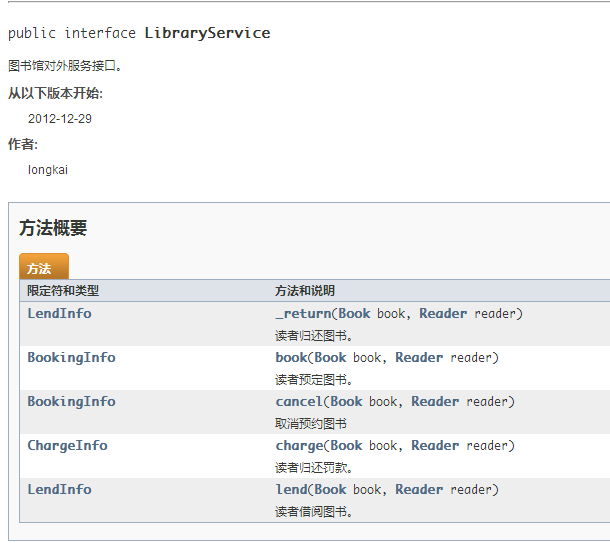 public interface LibraryService
图书馆对外服务接口。
从以下版本开始:
2012-12-29
作者:
longkai
方法概要
方法
限定符和类型 方法和说明
LendInfo _return(Book book, Reader reader)
读者归还图书。
BookingInfo book(Book book, Reader reader)
读者预定图书。
BookingInfo cancel(Book book, Reader reader)
取消预约图书
ChargeInfo charge(Book book, Reader reader)
读者归还罚款。
LendInfo lend(Book book, Reader reader)
读者借阅图书。